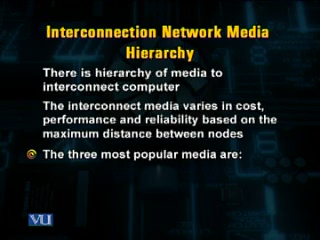 Interconnection Network Media
Hierarchy
There is hierarchy of media to
interconnect computer
The interconnect media varies in cost,
performance and reliability based on the
maximum distance between nodes
The three most popular media are:
VU